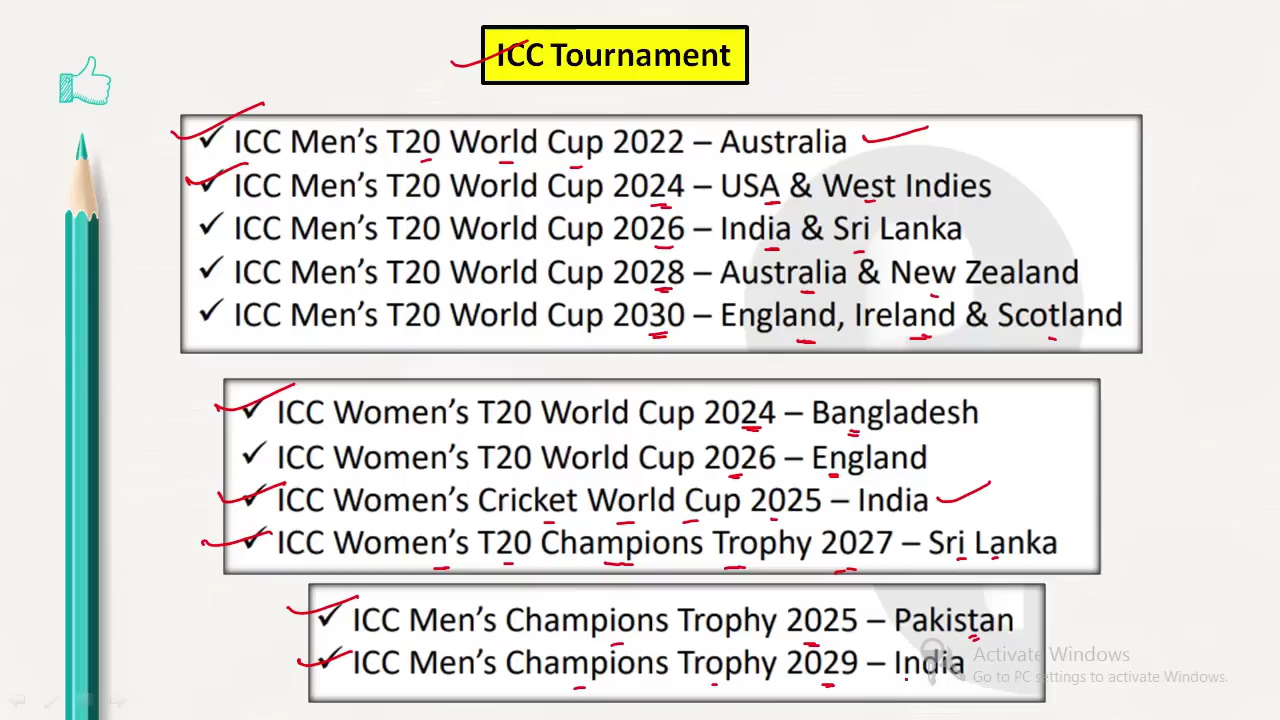 ICC Tournament
✓ ICC Men's T20 World Cup 2022 – Australia
✓ ICC Men's T20 World Cup 2024 – USA & West Indies
✓ ICC Men's T20 World Cup 2026 – India & Sri Lanka
✓ ICC Men's T20 World Cup 2028 – Australia & New Zealand
✓ ICC Men's T20 World Cup 2030 – England, Ireland & Scotland
✓ ICC Women's T20 World Cup 2024 – Bangladesh
✓ ICC Women's T20 World Cup 2026 – England
✓ ICC Women's Cricket World Cup 2025 – India
✓ ICC Women's T20 Champions Trophy 2027 – Sri Lanka
✓ ICC Men's Champions Trophy 2025 – Pakistan
✓ ICC Men's Champions Trophy 2029 – India
Activate Windows
Go to PC settings to activate Windows.